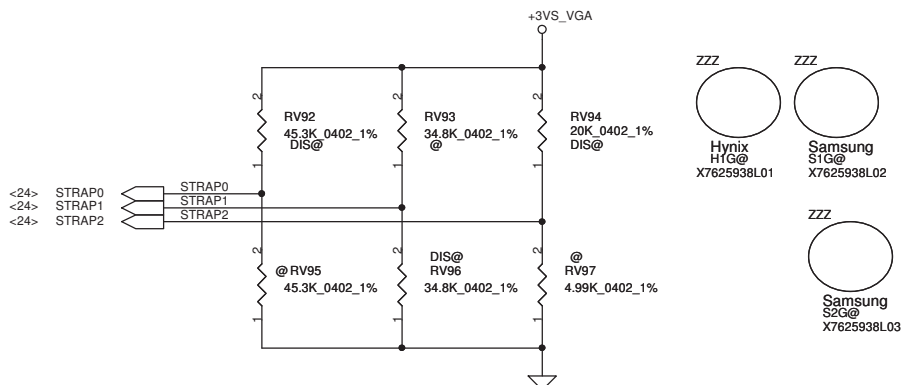 +3VS_VGA
ZZZ
ZZZ
2
2
2
RV92
RV93
RV94
45.3K_0402_1%
34.8K_0402_1%
20K_0402_1%
DIS@
@
DIS@
1
1
1
Hynix
Samsung
H1G@
S1G@
X7625938L01
X7625938L02
<24> STRAP0
STRAP0
<24> STRAP1
STRAP1
<24> STRAP2
STRAP2
ZZZ
2
2
2
DIS@
@
@ RV95
RV96
RV97
45.3K_0402_1%
34.8K_0402_1%
4.99K_0402_1%
1
1
1
Samsung
S2G@
X7625938L03